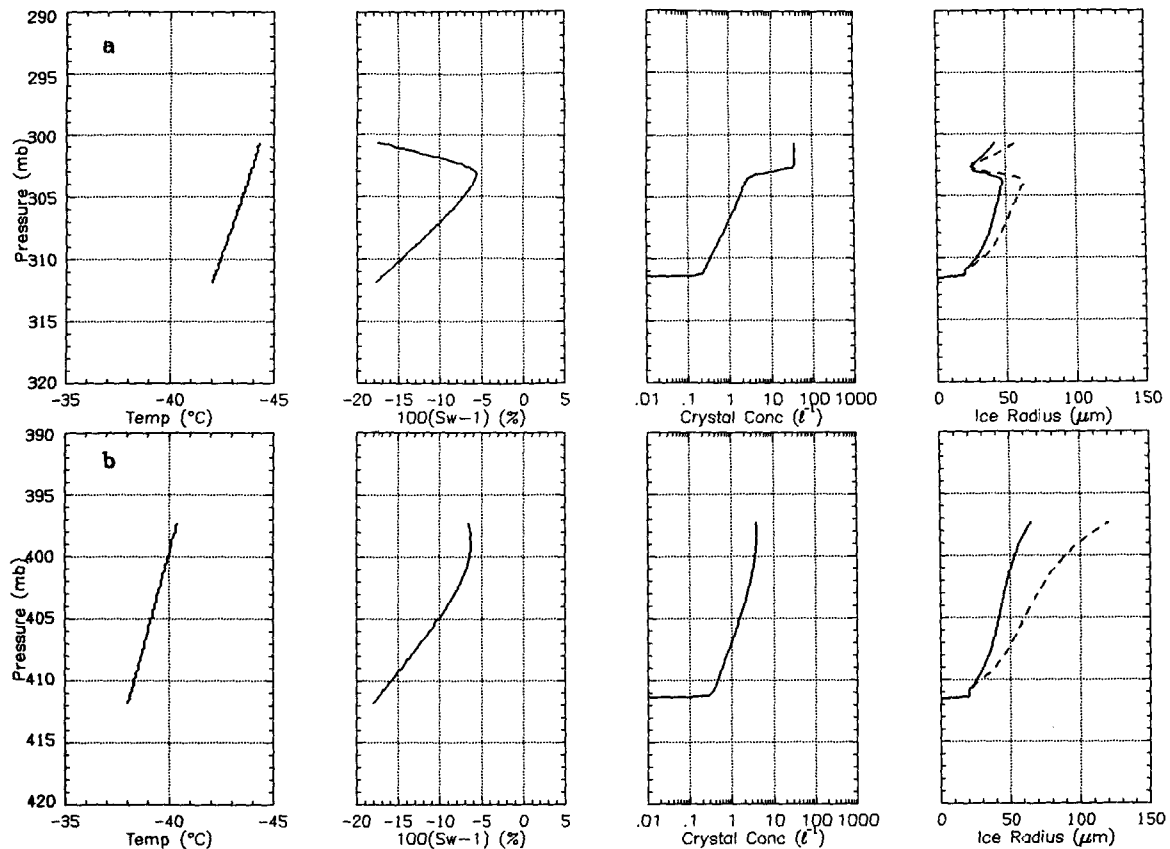 a
290
295
300
305
310
315
320
Pressure (mb)
-35 -40 -45
Temp (°C)
-20 -15 -10 -5 0 5
100(Sw-1) (%)
.01 .1 1 10 100 1000
Crystal Conc (ℓ⁻¹)
0 50 100 150
Ice Radius (μm)
b
390
395
400
405
410
415
420
Pressure (mb)
-35 -40 -45
Temp (°C)
-20 -15 -10 -5 0 5
100(Sw-1) (%)
.01 .1 1 10 100 1000
Crystal Conc (ℓ⁻¹)
0 50 100 150
Ice Radius (μm)